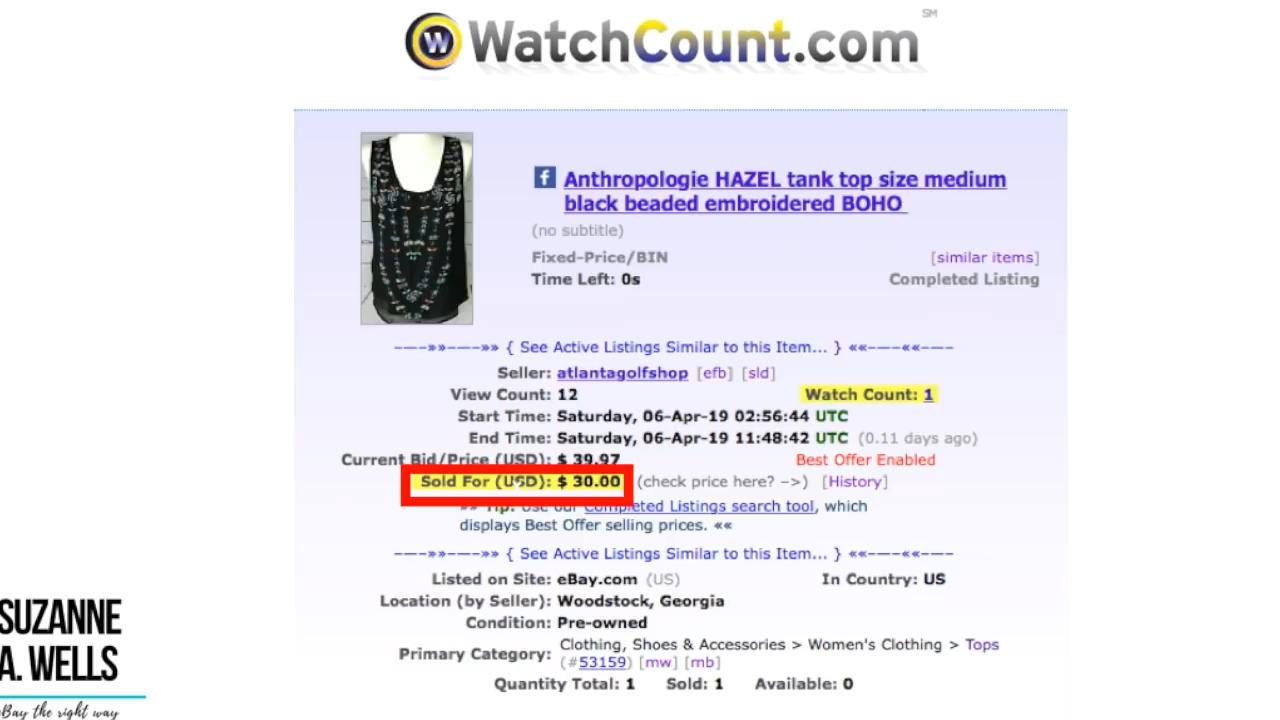 WatchCount.com SM
Anthropologie HAZEL tank top size medium
black beaded embroidered BOHO
(no subtitle)
Fixed-Price/BIN [similar items]
Time Left: 0s Completed Listing
—–-»»—–-»» { See Active Listings Similar to this Item... } ««-—–««-—–
Seller: atlantagolfshop [efb] [sld]
View Count: 12 Watch Count: 1
Start Time: Saturday, 06-Apr-19 02:56:44 UTC
End Time: Saturday, 06-Apr-19 11:48:42 UTC (0.11 days ago)
Current Bid/Price (USD): $ 39.97 Best Offer Enabled
Sold For (USD): $ 30.00 (check price here? –>) [History]
»» Tip: Use our Completed Listings search tool, which
displays Best Offer selling prices. ««
—–-»»—–-»» { See Active Listings Similar to this Item... } ««-—–««-—–
Listed on Site: eBay.com (US) In Country: US
Location (by Seller): Woodstock, Georgia
Condition: Pre-owned
Primary Category: Clothing, Shoes & Accessories > Women's Clothing > Tops
(#53159) [mw] [mb]
Quantity Total: 1 Sold: 1 Available: 0
SUZANNE
A. WELLS
eBay the right way